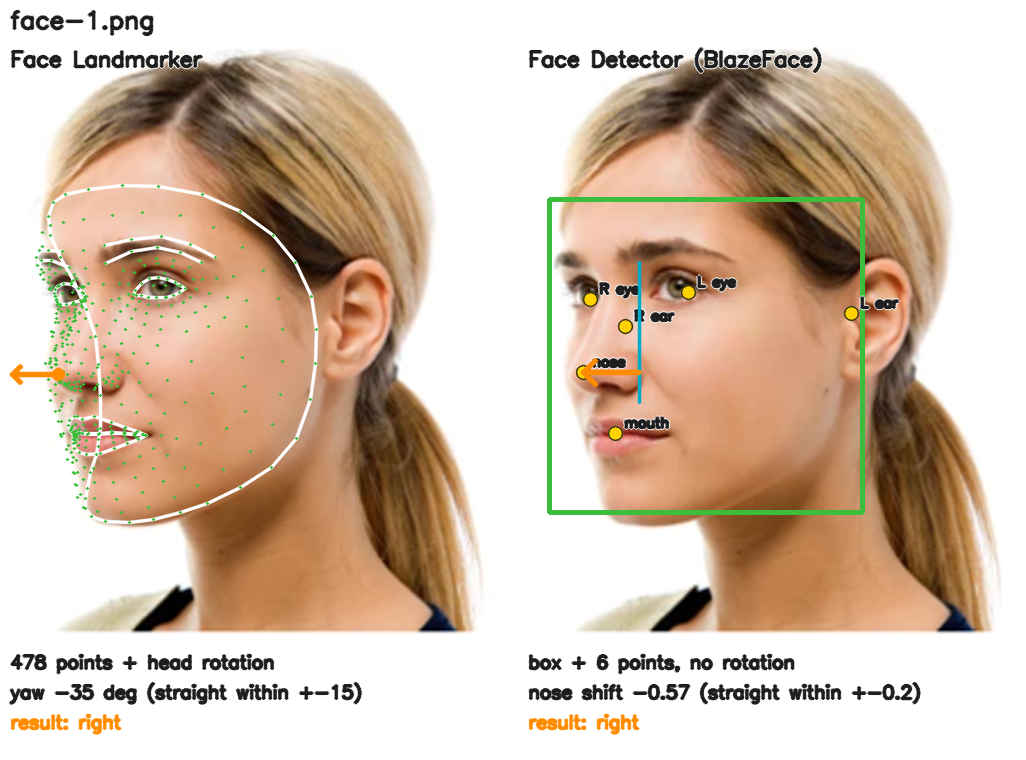 face-1.png
Face Landmarker
478 points + head rotation
yaw -35 deg (straight within +-15)
result: right
Face Detector (BlazeFace)
R eye
L eye
R ear
L ear
nose
mouth
box + 6 points, no rotation
nose shift -0.57 (straight within +-0.2)
result: right